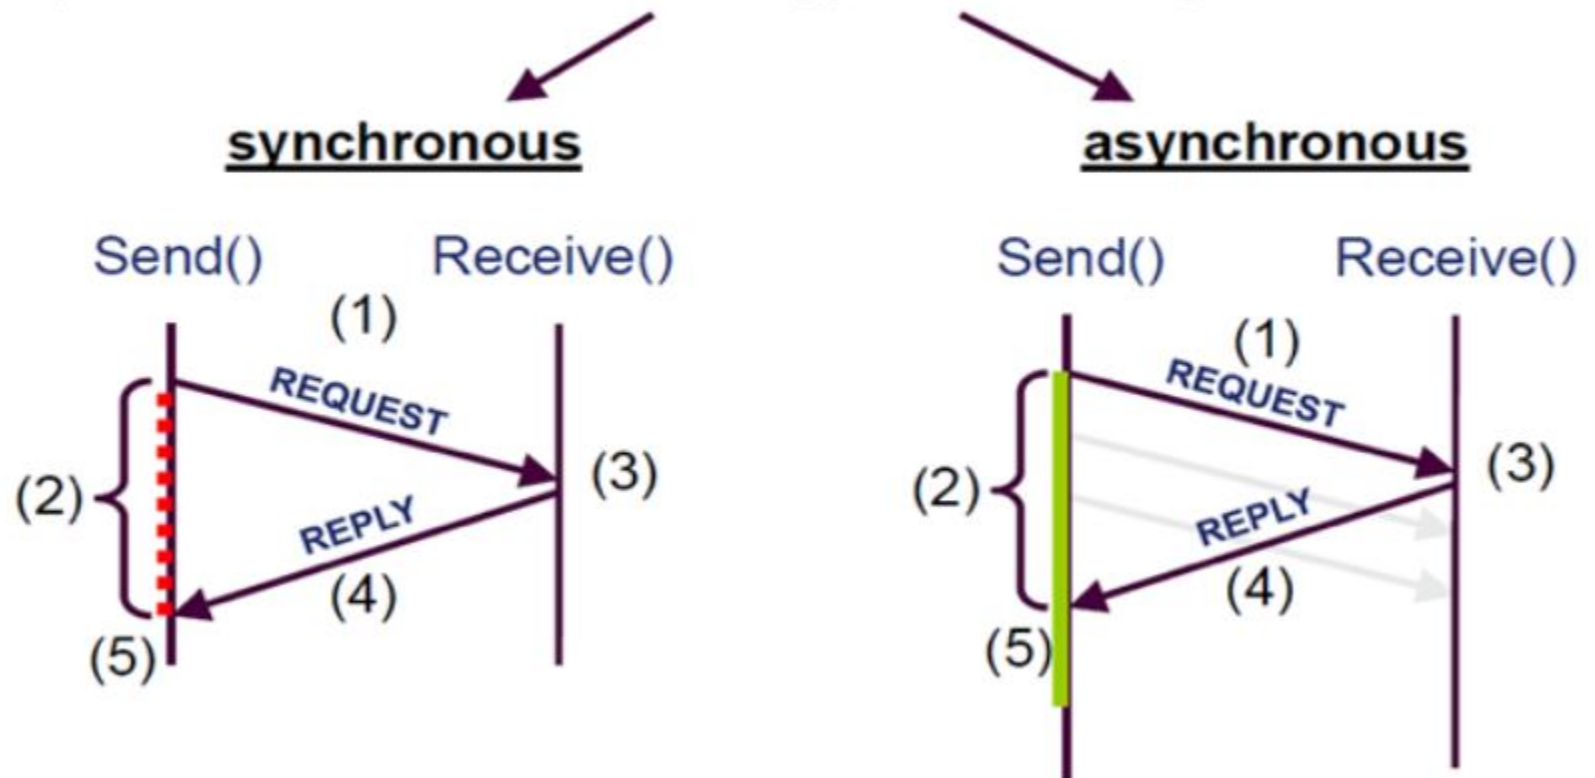 synchronous
Send() Receive()
(1)
REQUEST
(2)
(3)
REPLY
(4)
(5)
asynchronous
Send() Receive()
(1)
REQUEST
(2)
(3)
REPLY
(4)
(5)